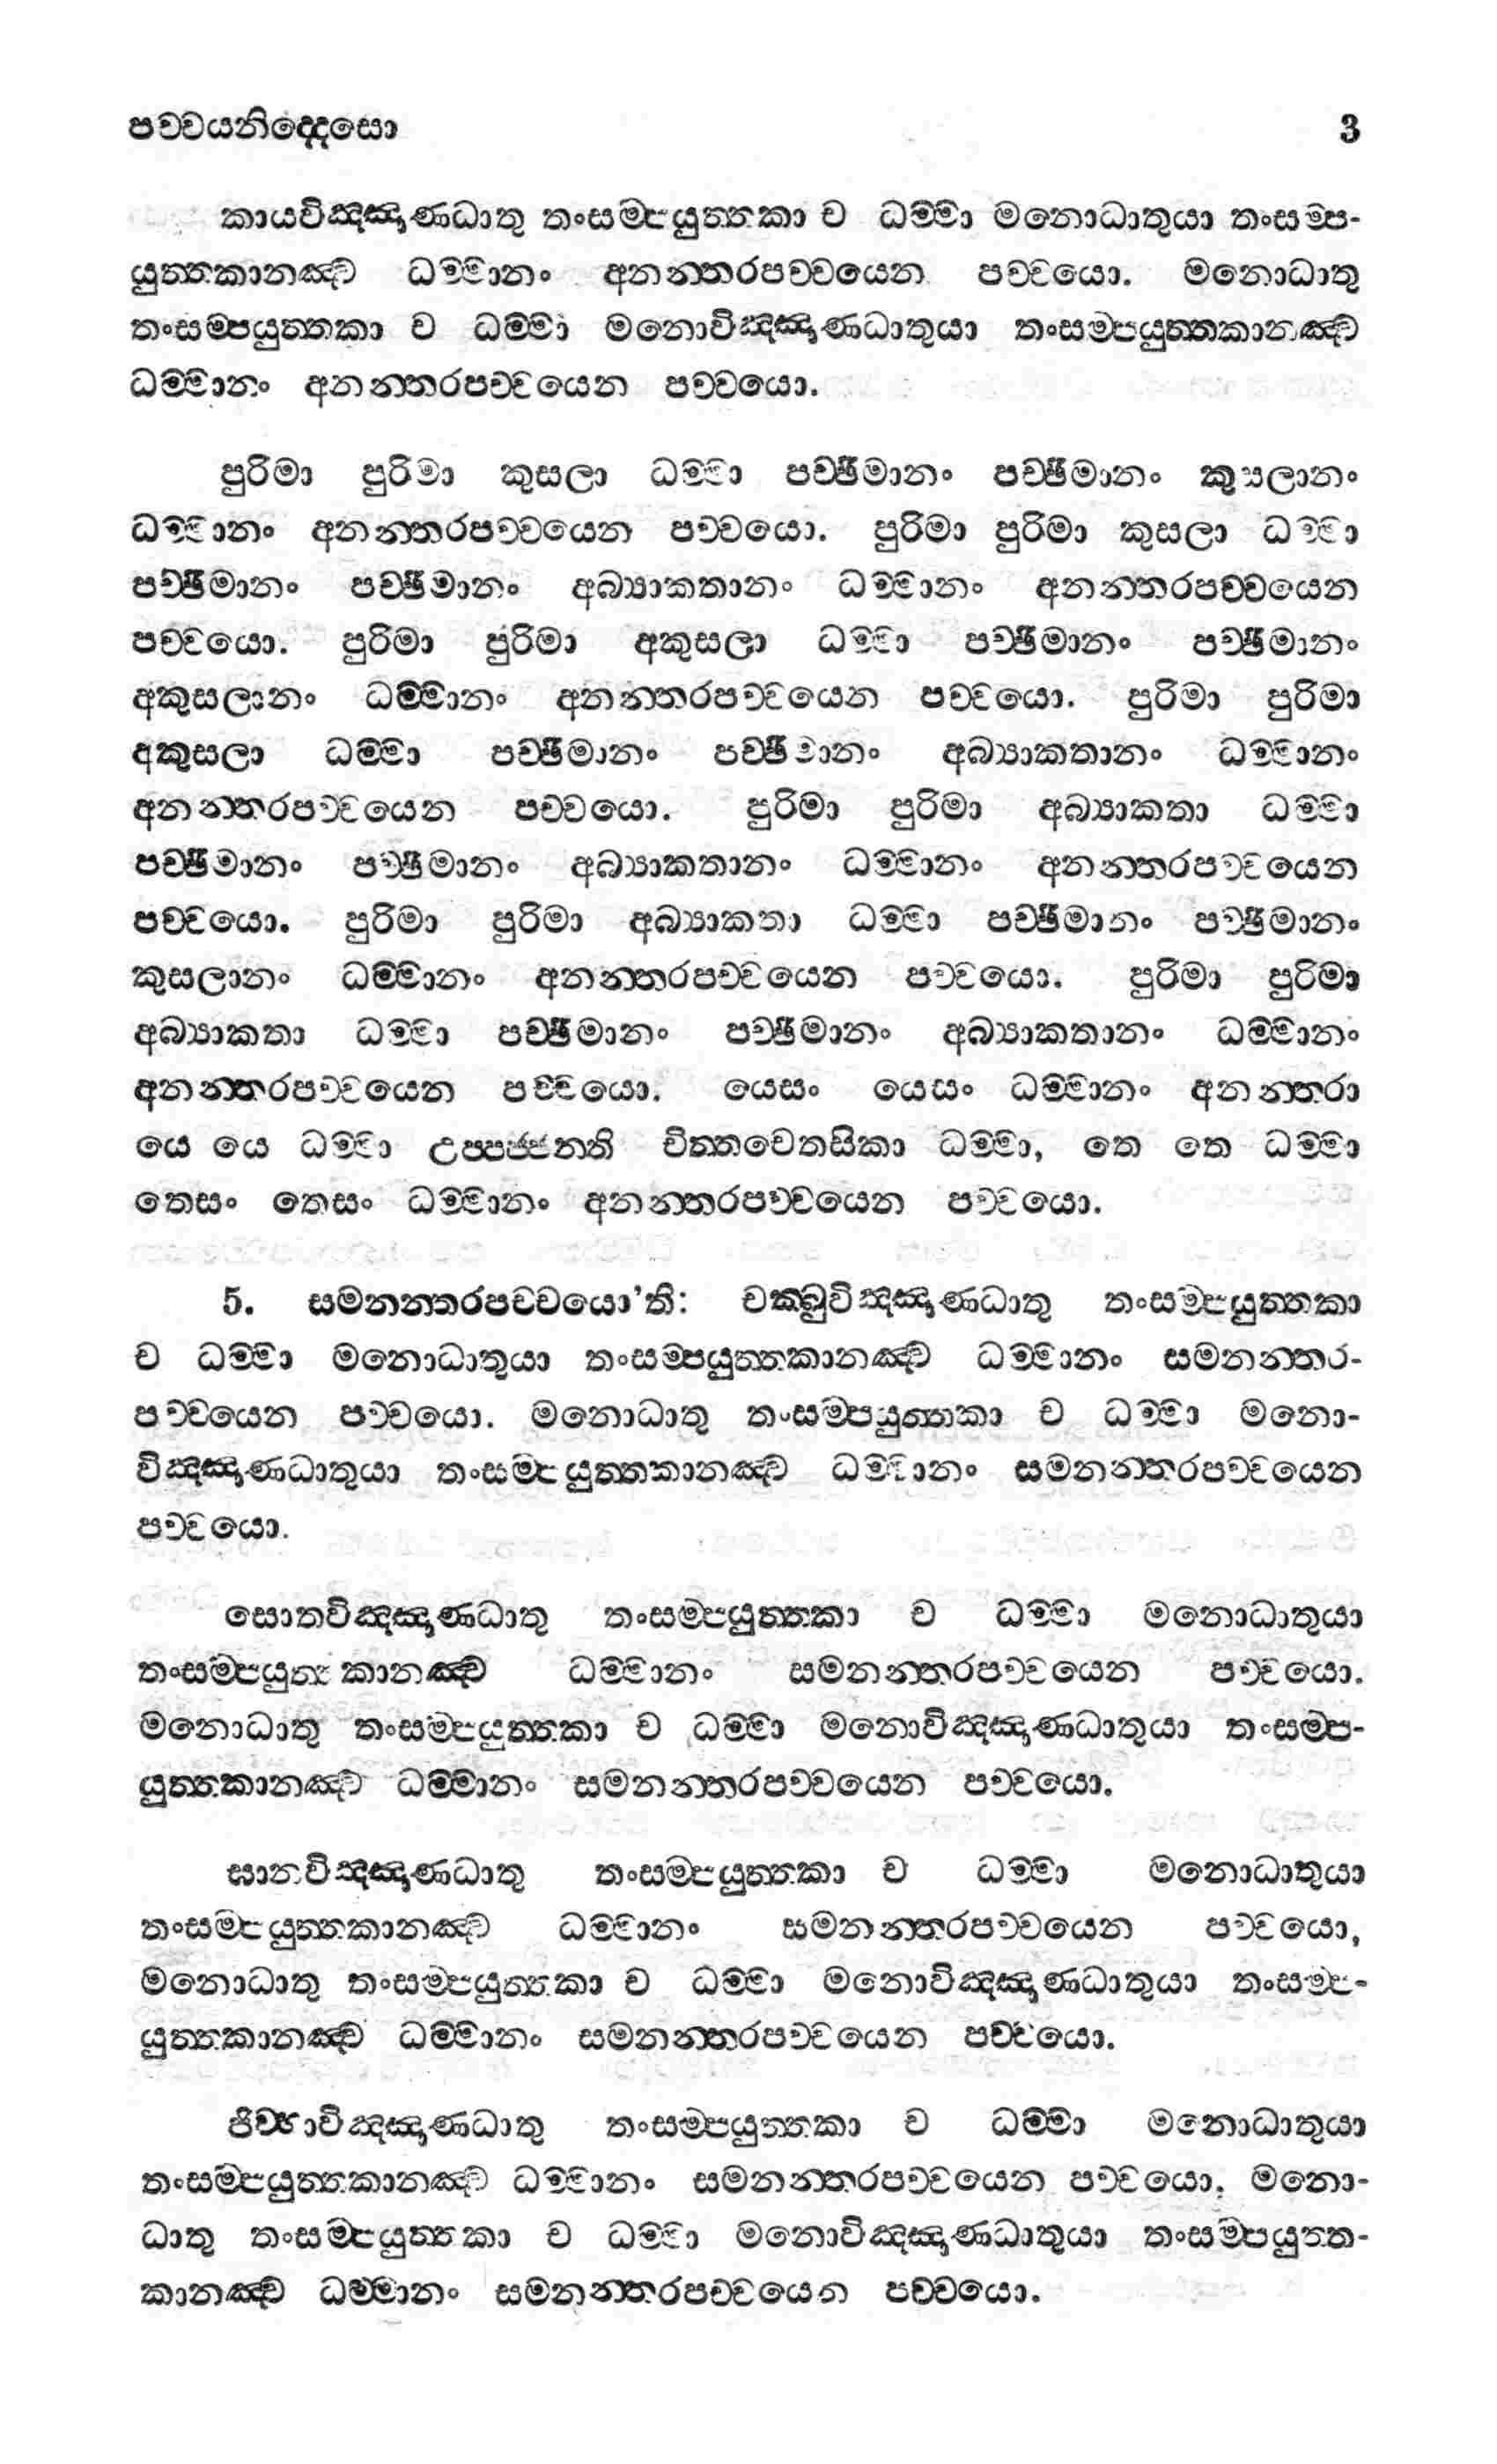 පච්චයනිද්දෙසො 3
කායවිඤ්ඤාණධාතු තංසම්පයුත්තකා ච ධම්මා මනොධාතුයා තංසම්ප-
යුත්තකානඤ්ච ධම්මානං අනන්තරපච්චයෙන පච්චයො. මනොධාතු
තංසම්පයුත්තකා ච ධම්මා මනොවිඤ්ඤාණධාතුයා තංසම්පයුත්තකානඤ්ච
ධම්මානං අනන්තරපච්චයෙන පච්චයො.
පුරිමා පුරිමා කුසලා ධම්මා පච්ඡිමානං පච්ඡිමානං කුසලානං
ධම්මානං අනන්තරපච්චයෙන පච්චයො. පුරිමා පුරිමා කුසලා ධම්මා
පච්ඡිමානං පච්ඡිමානං අබ්‍යාකතානං ධම්මානං අනන්තරපච්චයෙන
පච්චයො. පුරිමා පුරිමා අකුසලා ධම්මා පච්ඡිමානං පච්ඡිමානං
අකුසලානං ධම්මානං අනන්තරපච්චයෙන පච්චයො. පුරිමා පුරිමා
අකුසලා ධම්මා පච්ඡිමානං පච්ඡිමානං අබ්‍යාකතානං ධම්මානං
අනන්තරපච්චයෙන පච්චයො. පුරිමා පුරිමා අබ්‍යාකතා ධම්මා
පච්ඡිමානං පච්ඡිමානං අබ්‍යාකතානං ධම්මානං අනන්තරපච්චයෙන
පච්චයො. පුරිමා පුරිමා අබ්‍යාකතා ධම්මා පච්ඡිමානං පච්ඡිමානං
කුසලානං ධම්මානං අනන්තරපච්චයෙන පච්චයො. පුරිමා පුරිමා
අබ්‍යාකතා ධම්මා පච්ඡිමානං පච්ඡිමානං අබ්‍යාකතානං ධම්මානං
අනන්තරපච්චයෙන පච්චයො. යෙසං යෙසං ධම්මානං අනන්තරා
යෙ යෙ ධම්මා උප්පජ්ජන්ති චිත්තචෙතසිකා ධම්මා, තෙ තෙ ධම්මා
තෙසං තෙසං ධම්මානං අනන්තරපච්චයෙන පච්චයො.
5. සමනන්තරපච්චයො'ති: චක්ඛුවිඤ්ඤාණධාතු තංසම්පයුත්තකා
ච ධම්මා මනොධාතුයා තංසම්පයුත්තකානඤ්ච ධම්මානං සමනන්තර-
පච්චයෙන පච්චයො. මනොධාතු තංසම්පයුත්තකා ච ධම්මා මනො-
විඤ්ඤාණධාතුයා තංසම්පයුත්තකානඤ්ච ධම්මානං සමනන්තරපච්චයෙන
පච්චයො.
සොතවිඤ්ඤාණධාතු තංසම්පයුත්තකා ච ධම්මා මනොධාතුයා
තංසම්පයුත්තකානඤ්ච ධම්මානං සමනන්තරපච්චයෙන පච්චයො.
මනොධාතු තංසම්පයුත්තකා ච ධම්මා මනොවිඤ්ඤාණධාතුයා තංසම්ප-
යුත්තකානඤ්ච ධම්මානං සමනන්තරපච්චයෙන පච්චයො.
ඝානවිඤ්ඤාණධාතු තංසම්පයුත්තකා ච ධම්මා මනොධාතුයා
තංසම්පයුත්තකානඤ්ච ධම්මානං සමනන්තරපච්චයෙන පච්චයො,
මනොධාතු තංසම්පයුත්තකා ච ධම්මා මනොවිඤ්ඤාණධාතුයා තංසම්ප-
යුත්තකානඤ්ච ධම්මානං සමනන්තරපච්චයෙන පච්චයො.
ජිව්හාවිඤ්ඤාණධාතු තංසම්පයුත්තකා ච ධම්මා මනොධාතුයා
තංසම්පයුත්තකානඤ්ච ධම්මානං සමනන්තරපච්චයෙන පච්චයො. මනො-
ධාතු තංසම්පයුත්තකා ච ධම්මා මනොවිඤ්ඤාණධාතුයා තංසම්පයුත්ත-
කානඤ්ච ධම්මානං සමනන්තරපච්චයෙන පච්චයො.